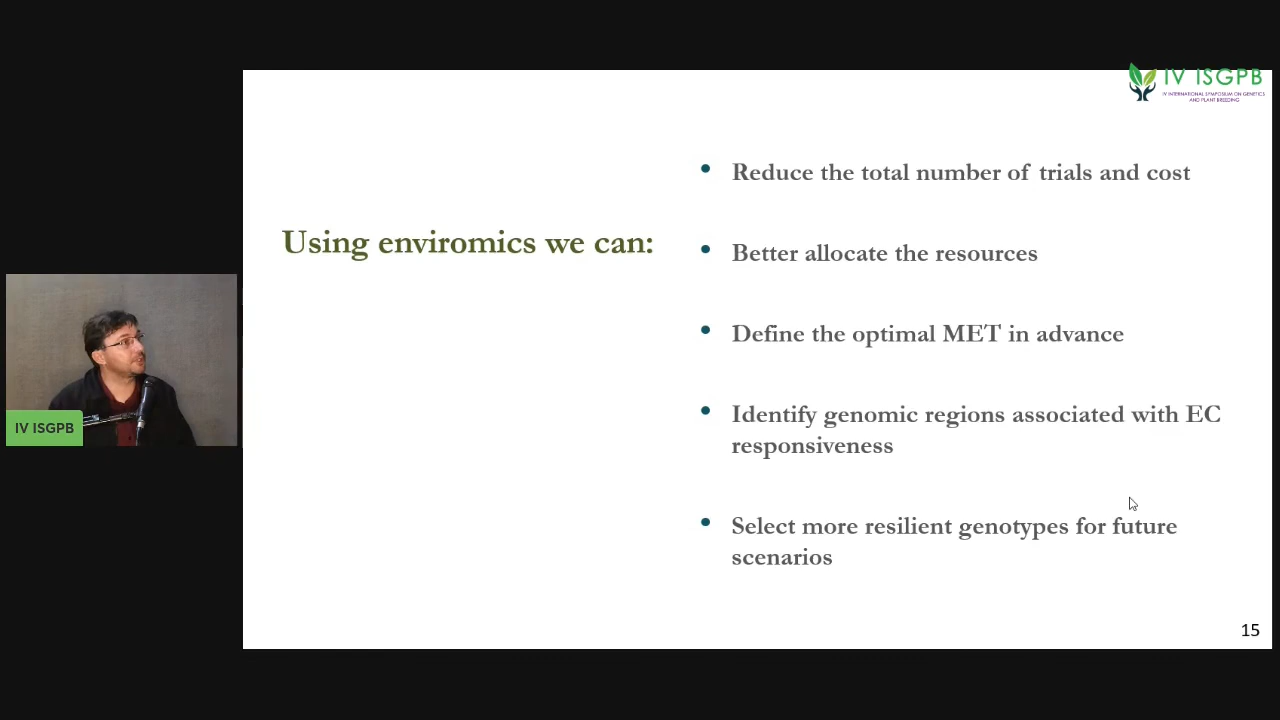 IV ISGPB
IV INTERNATIONAL SYMPOSIUM ON GENETICS
AND PLANT BREEDING
Using enviromics we can:
• Reduce the total number of trials and cost
• Better allocate the resources
• Define the optimal MET in advance
• Identify genomic regions associated with EC
responsiveness
• Select more resilient genotypes for future
scenarios
IV ISGPB
15